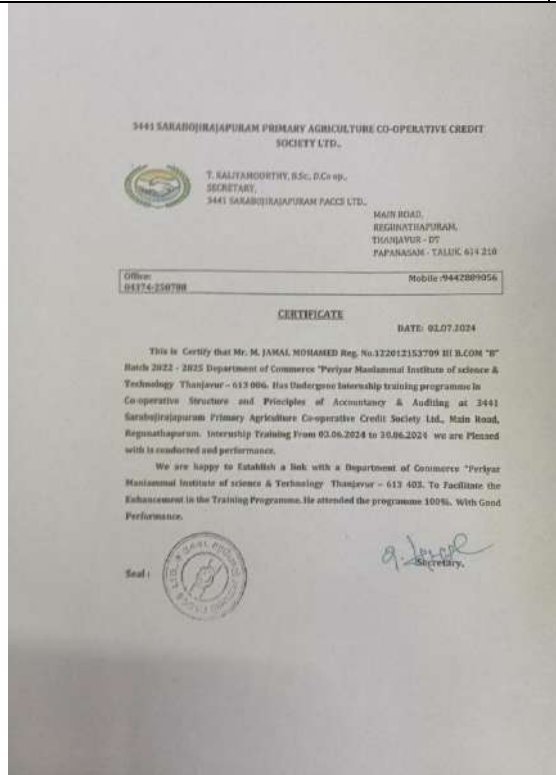 3441 SARABOJIRAJAPURAM PRIMARY AGRICULTURE CO-OPERATIVE CREDIT
SOCIETY LTD.,
T. KALIYAMOORTHY, B.Sc., D.Co op.,
SECRETARY,
3441 SARABOJIRAJAPURAM PACCS LTD.,
MAIN ROAD,
REGUNATHAPURAM,
THANJAVUR - DT
PAPANASAM - TALUK. 614 210
Office: Mobile :9442809056
04374-250788
CERTIFICATE
DATE: 02.07.2024
This is Certify that Mr. M. JAMAL MOHAMED Reg. No.122012153709 III B.COM "B"
Batch 2022 - 2025 Department of Commerce "Periyar Maniammai Institute of science &
Technology Thanjavur – 613 006. Has Undergone Internship training programme in
Co-operative Structure and Principles of Accountancy & Auditing at 3441
Sarabojirajapuram Primary Agriculture Co-operative Credit Society Ltd., Main Road,
Regunathapuram. Internship Training From 03.06.2024 to 30.06.2024 we are Pleased
with is conducted and performance.
We are happy to Establish a link with a Department of Commerce "Periyar
Maniammai Institute of science & Technology Thanjavur – 613 403. To Facilitate the
Enhancement in the Training Programme. He attended the programme 100%. With Good
Performance.
Seal :
Secretary.